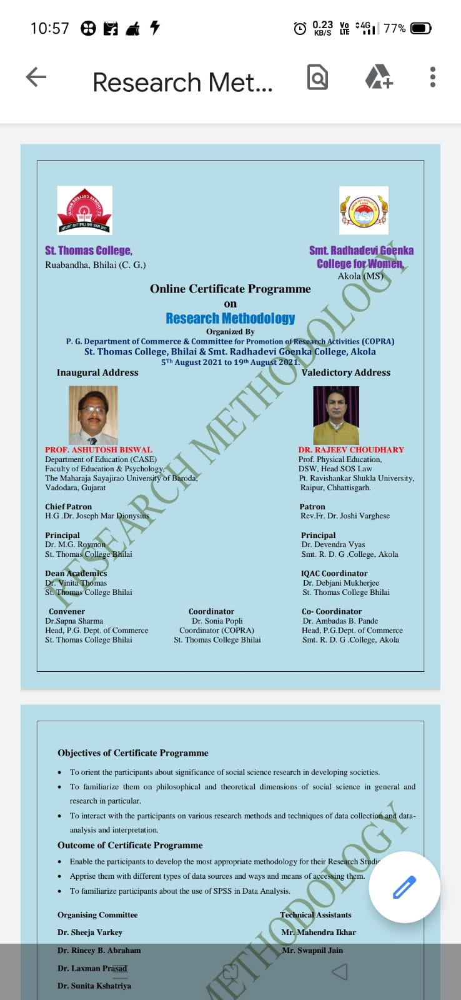 10:57
0.23 KB/S Vo LTE 4G 77%
Research Met...
St. Thomas College,
Ruabandha, Bhilai (C. G.)
Smt. Radhadevi Goenka
College for Women,
Akola (MS)
Online Certificate Programme
on
Research Methodology
Organized By
P. G. Department of Commerce & Committee for Promotion of Research Activities (COPRA)
St. Thomas College, Bhilai & Smt. Radhadevi Goenka College, Akola
5Th August 2021 to 19th August 2021.
Inaugural Address
Valedictory Address
PROF. ASHUTOSH BISWAL
Department of Education (CASE)
Faculty of Education & Psychology,
The Maharaja Sayajirao University of Baroda,
Vadodara, Gujarat
DR. RAJEEV CHOUDHARY
Prof. Physical Education,
DSW, Head SOS Law
Pt. Ravishankar Shukla University,
Raipur, Chhattisgarh.
Chief Patron
H.G .Dr. Joseph Mar Dionysius
Patron
Rev.Fr. Dr. Joshi Varghese
Principal
Dr. M.G. Roymon
St. Thomas College Bhilai
Principal
Dr. Devendra Vyas
Smt. R. D. G .College, Akola
Dean Academics
Dr. Vinita Thomas
St. Thomas College Bhilai
IQAC Coordinator
Dr. Debjani Mukherjee
St. Thomas College Bhilai
Convener
Dr.Sapna Sharma
Head, P.G. Dept. of Commerce
St. Thomas College Bhilai
Coordinator
Dr. Sonia Popli
Coordinator (COPRA)
St. Thomas College Bhilai
Co- Coordinator
Dr. Ambadas B. Pande
Head, P.G.Dept. of Commerce
Smt. R. D. G .College, Akola
RESEARCH METHODOLOGY
Objectives of Certificate Programme
• To orient the participants about significance of social science research in developing societies.
• To familiarize them on philosophical and theoretical dimensions of social science in general and
research in particular.
• To interact with the participants on various research methods and techniques of data collection and data-
analysis and interpretation.
Outcome of Certificate Programme
• Enable the participants to develop the most appropriate methodology for their Research
• Apprise them with different types of data sources and ways and means of accessing them.
• To familiarize participants about the use of SPSS in Data Analysis.
Organising Committee
Dr. Sheeja Varkey
Dr. Rincey B. Abraham
Dr. Laxman Prasad
Dr. Sunita Kshatriya
Technical Assistants
Mr. Mahendra Ikhar
Mr. Swapnil Jain
METHODOLOGY